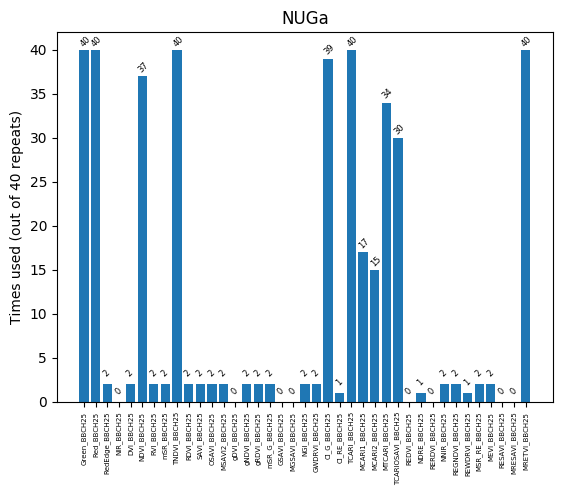 NUGa
Times used (out of 40 repeats)
40
35
30
25
20
15
10
5
0
40 40 2 0 2 37 2 2 40 2 2 2 2 0 2 2 2 0 0 2 2 39 1 40 17 15 34 30 0 1 0 2 2 1 2 2 0 0 40
Green_BBCH25
Red_BBCH25
RedEdge_BBCH25
NIR_BBCH25
DVI_BBCH25
NDVI_BBCH25
RVI_BBCH25
mSR_BBCH25
TNDVI_BBCH25
RDVI_BBCH25
SAVI_BBCH25
OSAVI_BBCH25
MSAVI2_BBCH25
gDVI_BBCH25
gNDVI_BBCH25
gRDVI_BBCH25
mSR_G_BBCH25
GSAVI_BBCH25
MGSAVI_BBCH25
NGI_BBCH25
GWDRVI_BBCH25
CI_G_BBCH25
CI_RE_BBCH25
TCARI_BBCH25
MCARI1_BBCH25
MCARI2_BBCH25
MTCARI_BBCH25
TCARIOSAVI_BBCH25
REDVI_BBCH25
NDRE_BBCH25
RERDVI_BBCH25
NNIR_BBCH25
REGNDVI_BBCH25
REWDRVI_BBCH25
MSR_RE_BBCH25
MEVI_BBCH25
RESAVI_BBCH25
MRESAVI_BBCH25
MRETVI_BBCH25